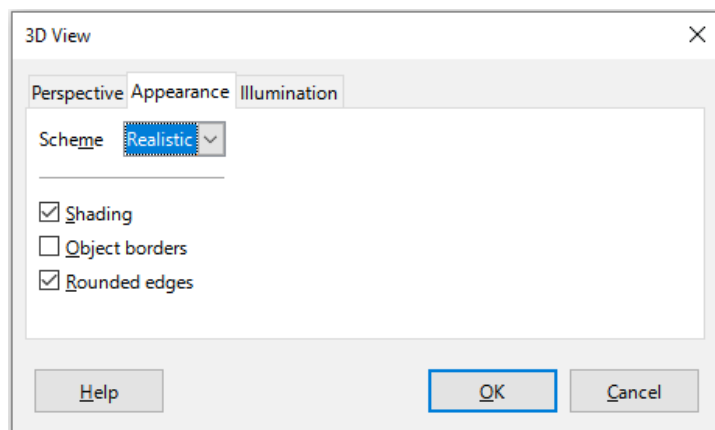 3D View
Perspective Appearance Illumination
Scheme Realistic
Shading
Object borders
Rounded edges
Help OK Cancel